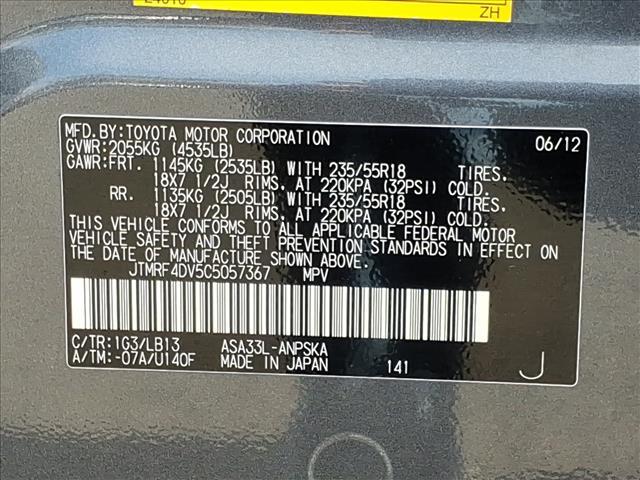 ZH
MFD.BY:TOYOTA MOTOR CORPORATION 06/12
GVWR:2055KG (4535LB)
GAWR:FRT. 1145KG (2535LB) WITH 235/55R18 TIRES.
18X7 1/2J RIMS. AT 220KPA (32PSI) COLD.
RR. 1135KG (2505LB) WITH 235/55R18 TIRES.
18X7 1/2J RIMS. AT 220KPA (32PSI) COLD.
THIS VEHICLE CONFORMS TO ALL APPLICABLE FEDERAL MOTOR
VEHICLE SAFETY AND THEFT PREVENTION STANDARDS IN EFFECT ON
THE DATE OF MANUFACTURE SHOWN ABOVE.
JTMRF4DV5C5057367 MPV
C/TR:1G3/LB13 ASA33L-ANPSKA
A/TM:-07A/U140F MADE IN JAPAN 141 J